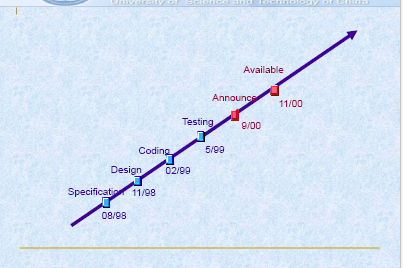 University of Science and Technology of China
Available
11/00
Announce
9/00
Testing
5/99
Coding
02/99
Design
11/98
Specification
08/98